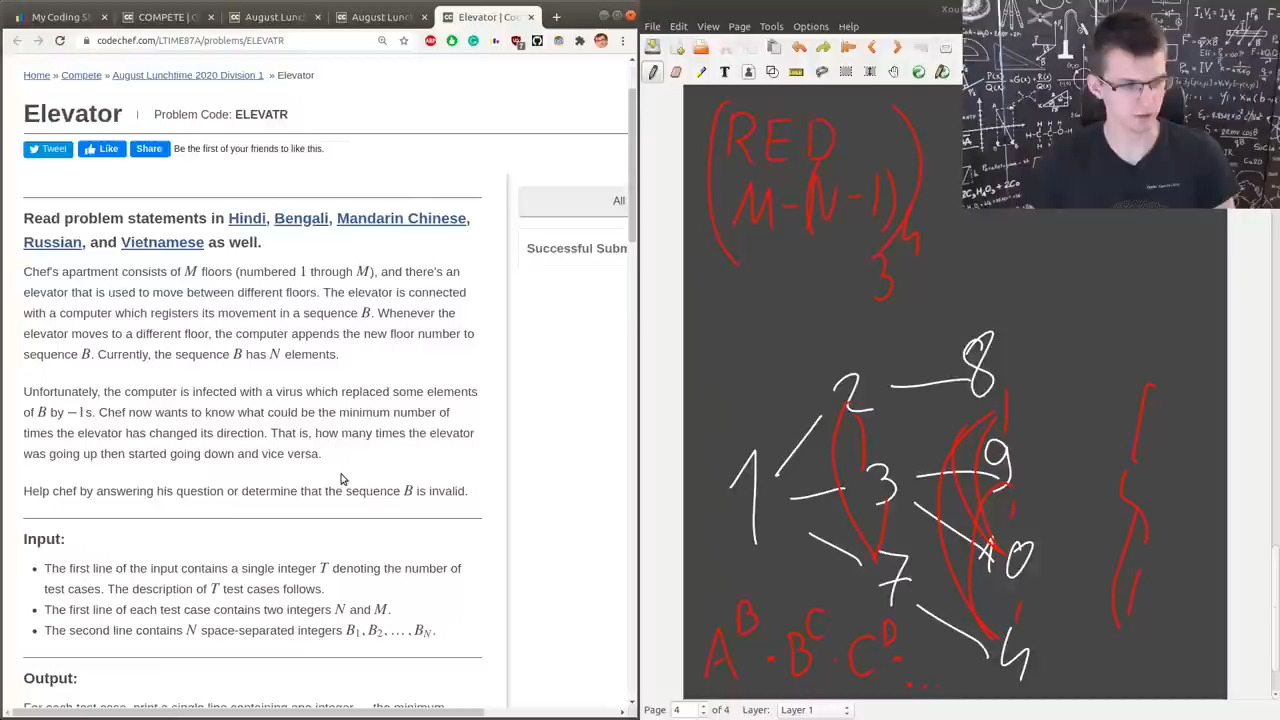 My Coding S
COMPETE |
August Lunc
August Lunc
Elevator | Co
codechef.com/LTIME87A/problems/ELEVATR
Home » Compete » August Lunchtime 2020 Division 1 » Elevator
Elevator
Problem Code: ELEVATR
Tweet Like Share Be the first of your friends to like this.
All
Read problem statements in Hindi, Bengali, Mandarin Chinese,
Russian, and Vietnamese as well.
Successful Subm
Chef's apartment consists of M floors (numbered 1 through M), and there's an
elevator that is used to move between different floors. The elevator is connected
with a computer which registers its movement in a sequence B. Whenever the
elevator moves to a different floor, the computer appends the new floor number to
sequence B. Currently, the sequence B has N elements.
Unfortunately, the computer is infected with a virus which replaced some elements
of B by −1s. Chef now wants to know what could be the minimum number of
times the elevator has changed its direction. That is, how many times the elevator
was going up then started going down and vice versa.
Help chef by answering his question or determine that the sequence B is invalid.
Input:
• The first line of the input contains a single integer T denoting the number of
test cases. The description of T test cases follows.
• The first line of each test case contains two integers N and M.
• The second line contains N space-separated integers B1, B2, …, BN.
Output:
File Edit View Journal Page Tools Options Help
(RED
M-(N-1))
3
2 8
9
1 3
10
7
4
A^B · B^C · C^D · ...
Page 4 of 4 Layer: Layer 1